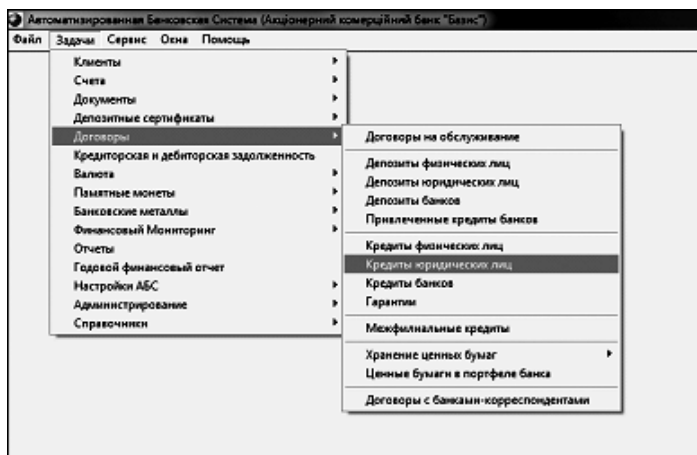 Автоматизированная Банковская Система (Акціонерний комерційний банк "Базис")
Файл Задачи Сервис Окна Помощь
Клиенты
Счета
Документы
Депозитные сертификаты
Договоры
Кредиторская и дебиторская задолженность
Валюта
Памятные монеты
Банковские металлы
Финансовый Мониторинг
Отчеты
Годовой финансовый отчет
Настройки АБС
Администрирование
Справочники
Договоры на обслуживание
Депозиты физических лиц
Депозиты юридических лиц
Депозиты банков
Привлеченные кредиты банков
Кредиты физических лиц
Кредиты юридических лиц
Кредиты банков
Гарантии
Межфилиальные кредиты
Хранение ценных бумаг
Ценные бумаги в портфеле банка
Договоры с банками-корреспондентами